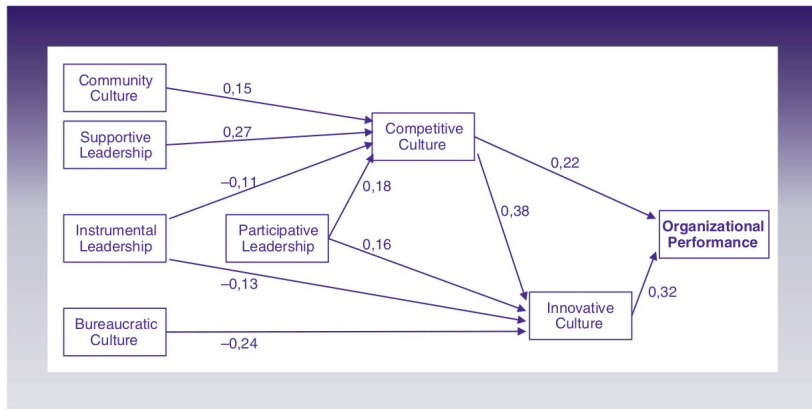 Community
Culture
0,15
Supportive
Leadership
0,27
Competitive
Culture
0,22
–0,11
0,18
0,38
Instrumental
Leadership
Participative
Leadership
0,16
Organizational
Performance
–0,13
0,32
Bureaucratic
Culture
–0,24
Innovative
Culture